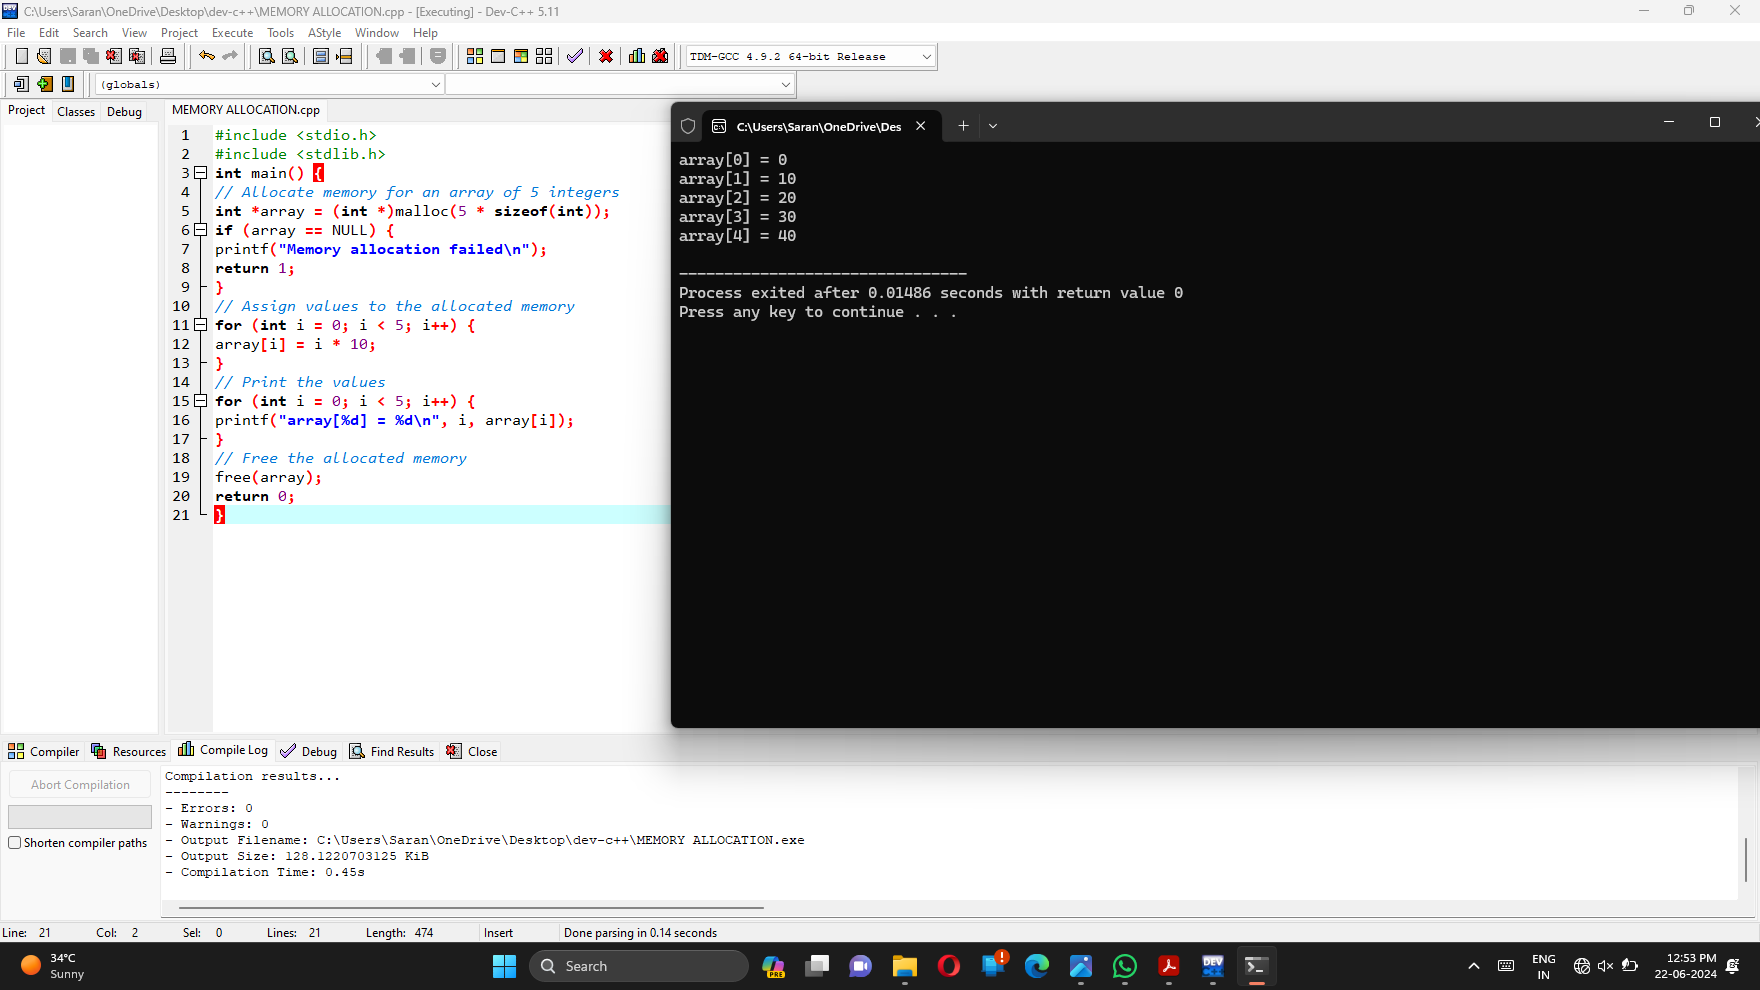 C:\Users\Saran\OneDrive\Desktop\dev-c++\MEMORY ALLOCATION.cpp - [Executing] - Dev-C++ 5.11
File Edit Search View Project Execute Tools AStyle Window Help
TDM-GCC 4.9.2 64-bit Release
(globals)
Project Classes Debug
MEMORY ALLOCATION.cpp
1 #include <stdio.h>
2 #include <stdlib.h>
3 int main() {
4 // Allocate memory for an array of 5 integers
5 int *array = (int *)malloc(5 * sizeof(int));
6 if (array == NULL) {
7 printf("Memory allocation failed\n");
8 return 1;
9 }
10 // Assign values to the allocated memory
11 for (int i = 0; i < 5; i++) {
12 array[i] = i * 10;
13 }
14 // Print the values
15 for (int i = 0; i < 5; i++) {
16 printf("array[%d] = %d\n", i, array[i]);
17 }
18 // Free the allocated memory
19 free(array);
20 return 0;
21 }
C:\Users\Saran\OneDrive\Des
array[0] = 0
array[1] = 10
array[2] = 20
array[3] = 30
array[4] = 40
--------------------------------
Process exited after 0.01486 seconds with return value 0
Press any key to continue . . .
Compiler Resources Compile Log Debug Find Results Close
Abort Compilation
Shorten compiler paths
Compilation results...
--------
- Errors: 0
- Warnings: 0
- Output Filename: C:\Users\Saran\OneDrive\Desktop\dev-c++\MEMORY ALLOCATION.exe
- Output Size: 128.1220703125 KiB
- Compilation Time: 0.45s
Line: 21 Col: 2 Sel: 0 Lines: 21 Length: 474 Insert Done parsing in 0.14 seconds
34°C
Sunny
Search
PRE
DEV
ENG
IN
12:53 PM
22-06-2024